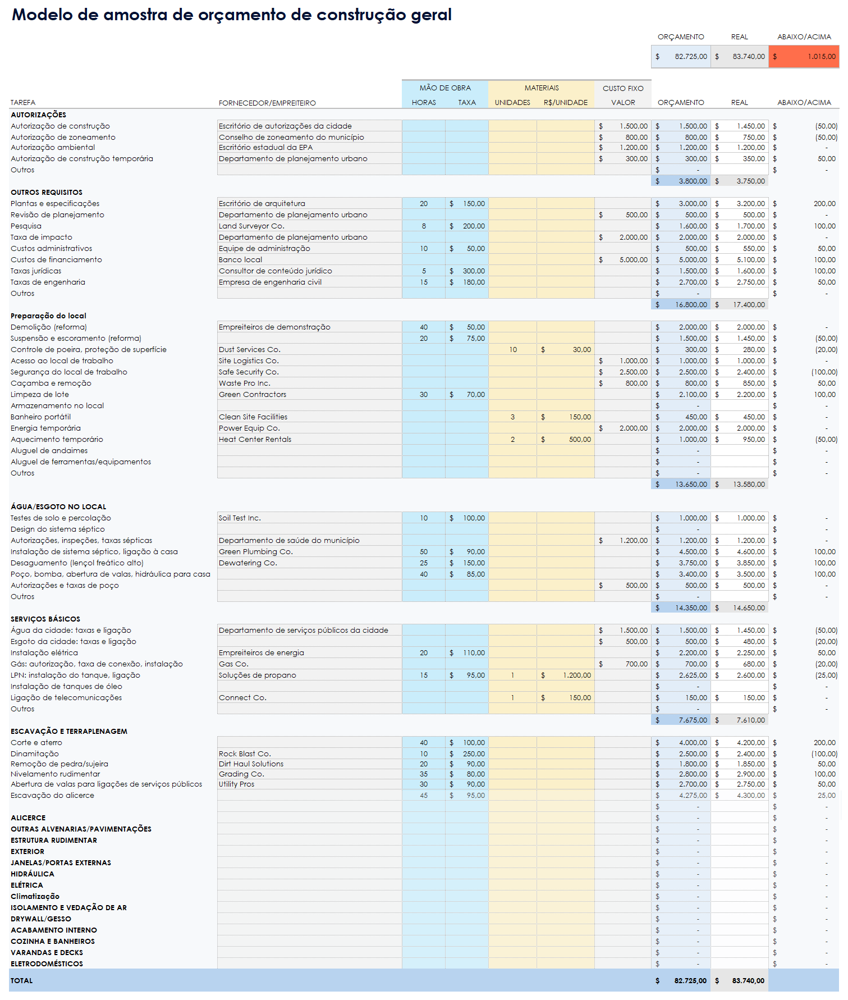 Modelo de amostra de orçamento de construção geral
ORÇAMENTO REAL ABAIXO/ACIMA
$ 82.725,00 $ 83.740,00 $ 1.015,00
MÃO DE OBRA MATERIAIS CUSTO FIXO
TAREFA FORNECEDOR/EMPREITEIRO HORAS TAXA UNIDADES R$/UNIDADE VALOR ORÇAMENTO REAL ABAIXO/ACIMA
AUTORIZAÇÕES
Autorização de construção Escritório de autorizações da cidade $ 1.500,00 $ 1.500,00 $ 1.450,00 $ (50,00)
Autorização de zoneamento Conselho de zoneamento do município $ 800,00 $ 800,00 $ 750,00 $ (50,00)
Autorização ambiental Escritório estadual da EPA $ 1.200,00 $ 1.200,00 $ 1.200,00 $ -
Autorização de construção temporária Departamento de planejamento urbano $ 300,00 $ 300,00 $ 350,00 $ 50,00
Outros $ - $ -
$ 3.800,00 $ 3.750,00
OUTROS REQUISITOS
Plantas e especificações Escritório de arquitetura 20 $ 150,00 $ 3.000,00 $ 3.200,00 $ 200,00
Revisão de planejamento Departamento de planejamento urbano $ 500,00 $ 500,00 $ 500,00 $ -
Pesquisa Land Surveyor Co. 8 $ 200,00 $ 1.600,00 $ 1.700,00 $ 100,00
Taxa de impacto Departamento de planejamento urbano $ 2.000,00 $ 2.000,00 $ 2.000,00 $ -
Custos administrativos Equipe de administração 10 $ 50,00 $ 500,00 $ 550,00 $ 50,00
Custos de financiamento Banco local $ 5.000,00 $ 5.000,00 $ 5.100,00 $ 100,00
Taxas jurídicas Consultor de conteúdo jurídico 5 $ 300,00 $ 1.500,00 $ 1.600,00 $ 100,00
Taxas de engenharia Empresa de engenharia civil 15 $ 180,00 $ 2.700,00 $ 2.750,00 $ 50,00
Outros $ - $ -
$ 16.800,00 $ 17.400,00
Preparação do local
Demolição (reforma) Empreiteiros de demonstração 40 $ 50,00 $ 2.000,00 $ 2.000,00 $ -
Suspensão e escoramento (reforma) 20 $ 75,00 $ 1.500,00 $ 1.450,00 $ (50,00)
Controle de poeira, proteção de superfície Dust Services Co. 10 $ 30,00 $ 300,00 $ 280,00 $ (20,00)
Acesso ao local de trabalho Site Logistics Co. $ 1.000,00 $ 1.000,00 $ 1.000,00 $ -
Segurança do local de trabalho Safe Security Co. $ 2.500,00 $ 2.500,00 $ 2.400,00 $ (100,00)
Caçamba e remoção Waste Pro Inc. $ 800,00 $ 800,00 $ 850,00 $ 50,00
Limpeza de lote Green Contractors 30 $ 70,00 $ 2.100,00 $ 2.200,00 $ 100,00
Armazenamento no local $ - $ -
Banheiro portátil Clean Site Facilities 3 $ 150,00 $ 450,00 $ 450,00 $ -
Energia temporária Power Equip Co. $ 2.000,00 $ 2.000,00 $ 2.000,00 $ -
Aquecimento temporário Heat Center Rentals 2 $ 500,00 $ 1.000,00 $ 950,00 $ (50,00)
Aluguel de andaimes $ - $ -
Aluguel de ferramentas/equipamentos $ - $ -
Outros $ - $ -
$ 13.650,00 $ 13.580,00
ÁGUA/ESGOTO NO LOCAL
Testes de solo e percolação Soil Test Inc. 10 $ 100,00 $ 1.000,00 $ 1.000,00 $ -
Design do sistema séptico $ - $ -
Autorizações, inspeções, taxas sépticas Departamento de saúde do município $ 1.200,00 $ 1.200,00 $ 1.200,00 $ -
Instalação de sistema séptico, ligação à casa Green Plumbing Co. 50 $ 90,00 $ 4.500,00 $ 4.600,00 $ 100,00
Desaguamento (lençol freático alto) Dewatering Co. 25 $ 150,00 $ 3.750,00 $ 3.850,00 $ 100,00
Poço, bomba, abertura de valas, hidráulica para casa 40 $ 85,00 $ 3.400,00 $ 3.500,00 $ 100,00
Autorizações e taxas de poço $ 500,00 $ 500,00 $ 500,00 $ -
Outros $ - $ -
$ 14.350,00 $ 14.650,00
SERVIÇOS BÁSICOS
Água da cidade: taxas e ligação Departamento de serviços públicos da cidade $ 1.500,00 $ 1.500,00 $ 1.450,00 $ (50,00)
Esgoto da cidade: taxas e ligação $ 500,00 $ 500,00 $ 480,00 $ (20,00)
Instalação elétrica Empreiteiros de energia 20 $ 110,00 $ 2.200,00 $ 2.250,00 $ 50,00
Gás: autorização, taxa de conexão, instalação Gas Co. $ 700,00 $ 700,00 $ 680,00 $ (20,00)
LPN: instalação do tanque, ligação Soluções de propano 15 $ 95,00 1 $ 1.200,00 $ 2.625,00 $ 2.600,00 $ (25,00)
Instalação de tanques de óleo $ - $ -
Ligação de telecomunicações Connect Co. 1 $ 150,00 $ 150,00 $ 150,00 $ -
Outros $ - $ -
$ 7.675,00 $ 7.610,00
ESCAVAÇÃO E TERRAPLENAGEM
Corte e aterro 40 $ 100,00 $ 4.000,00 $ 4.200,00 $ 200,00
Dinamitação Rock Blast Co. 10 $ 250,00 $ 2.500,00 $ 2.400,00 $ (100,00)
Remoção de pedra/sujeira Dirt Haul Solutions 20 $ 90,00 $ 1.800,00 $ 1.850,00 $ 50,00
Nivelamento rudimentar Grading Co. 35 $ 80,00 $ 2.800,00 $ 2.900,00 $ 100,00
Abertura de valas para ligações de serviços públicos Utility Pros 30 $ 90,00 $ 2.700,00 $ 2.750,00 $ 50,00
Escavação do alicerce 45 $ 95,00 $ 4.275,00 $ 4.300,00 $ 25,00
$ - $ -
ALICERCE $ - $ -
OUTRAS ALVENARIAS/PAVIMENTAÇÕES $ - $ -
ESTRUTURA RUDIMENTAR $ - $ -
EXTERIOR $ - $ -
JANELAS/PORTAS EXTERNAS $ - $ -
HIDRÁULICA $ - $ -
ELÉTRICA $ - $ -
Climatização $ - $ -
ISOLAMENTO E VEDAÇÃO DE AR $ - $ -
DRYWALL/GESSO $ - $ -
ACABAMENTO INTERNO $ - $ -
COZINHA E BANHEIROS $ - $ -
VARANDAS E DECKS $ - $ -
ELETRODOMÉSTICOS $ - $ -
TOTAL $ 82.725,00 $ 83.740,00